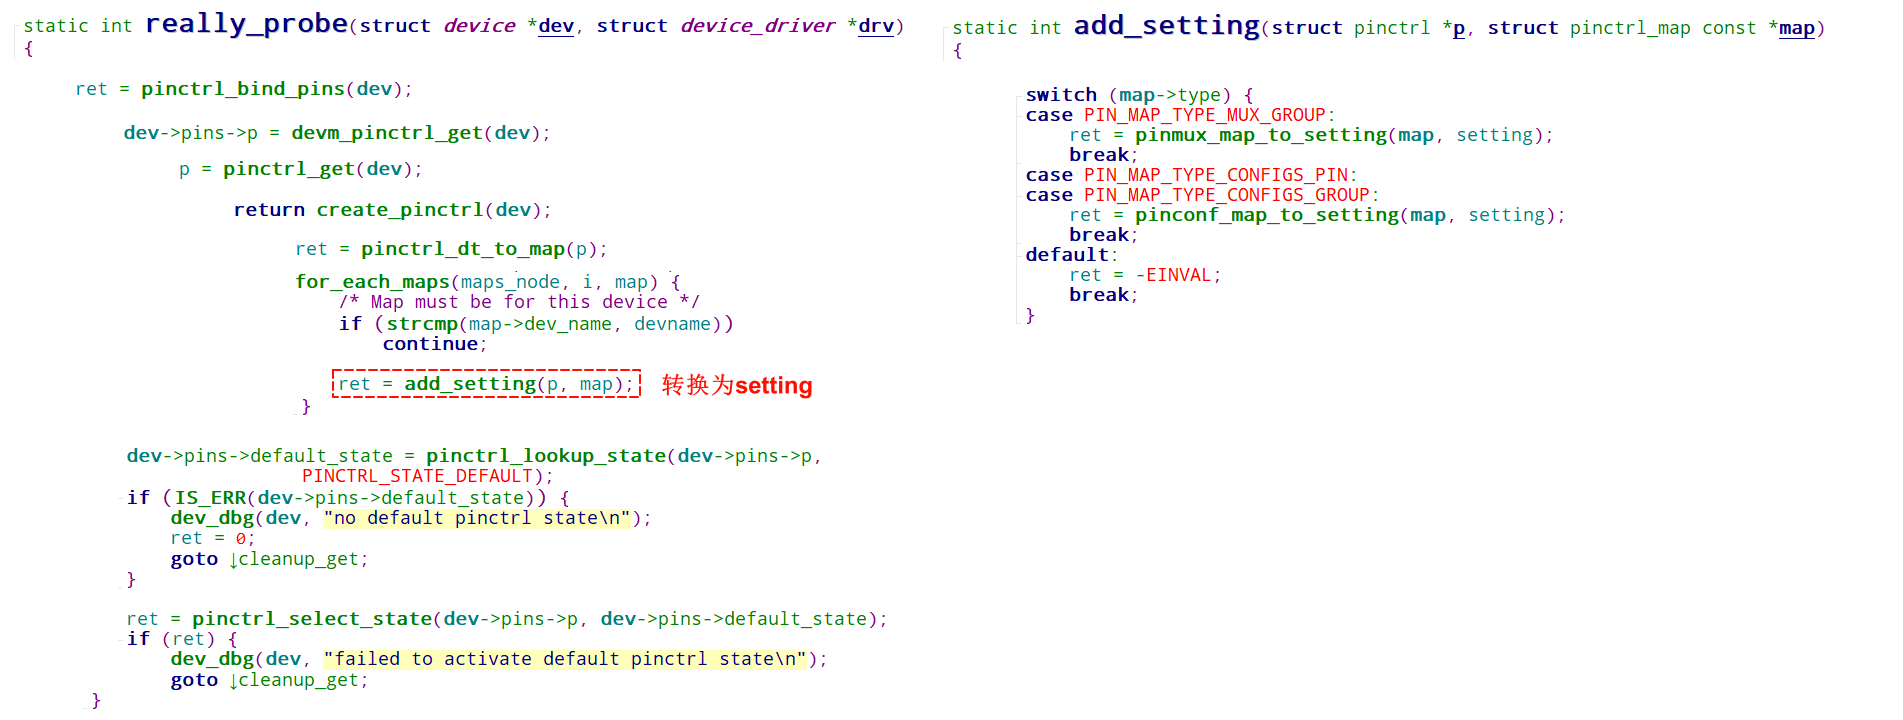 static int really_probe(struct device *dev, struct device_driver *drv)
{
ret = pinctrl_bind_pins(dev);
dev->pins->p = devm_pinctrl_get(dev);
p = pinctrl_get(dev);
return create_pinctrl(dev);
ret = pinctrl_dt_to_map(p);
for_each_maps(maps_node, i, map) {
/* Map must be for this device */
if (strcmp(map->dev_name, devname))
continue;
ret = add_setting(p, map); 转换为setting
}
dev->pins->default_state = pinctrl_lookup_state(dev->pins->p,
PINCTRL_STATE_DEFAULT);
if (IS_ERR(dev->pins->default_state)) {
dev_dbg(dev, "no default pinctrl state\n");
ret = 0;
goto ↓cleanup_get;
}
ret = pinctrl_select_state(dev->pins->p, dev->pins->default_state);
if (ret) {
dev_dbg(dev, "failed to activate default pinctrl state\n");
goto ↓cleanup_get;
}
static int add_setting(struct pinctrl *p, struct pinctrl_map const *map)
{
switch (map->type) {
case PIN_MAP_TYPE_MUX_GROUP:
ret = pinmux_map_to_setting(map, setting);
break;
case PIN_MAP_TYPE_CONFIGS_PIN:
case PIN_MAP_TYPE_CONFIGS_GROUP:
ret = pinconf_map_to_setting(map, setting);
break;
default:
ret = -EINVAL;
break;
}